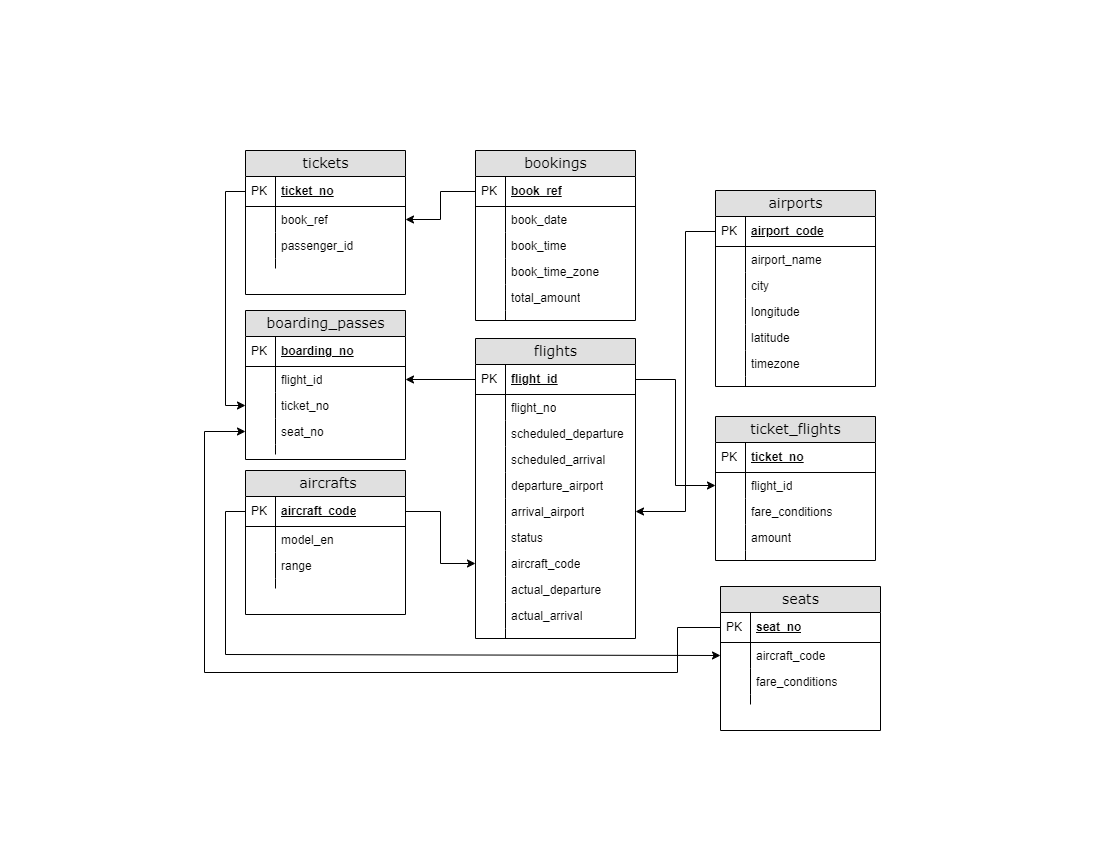 tickets
PK ticket_no
book_ref
passenger_id
bookings
PK book_ref
book_date
book_time
book_time_zone
total_amount
airports
PK airport_code
airport_name
city
longitude
latitude
timezone
boarding_passes
PK boarding_no
flight_id
ticket_no
seat_no
flights
PK flight_id
flight_no
scheduled_departure
scheduled_arrival
departure_airport
arrival_airport
status
aircraft_code
actual_departure
actual_arrival
ticket_flights
PK ticket_no
flight_id
fare_conditions
amount
aircrafts
PK aircraft_code
model_en
range
seats
PK seat_no
aircraft_code
fare_conditions